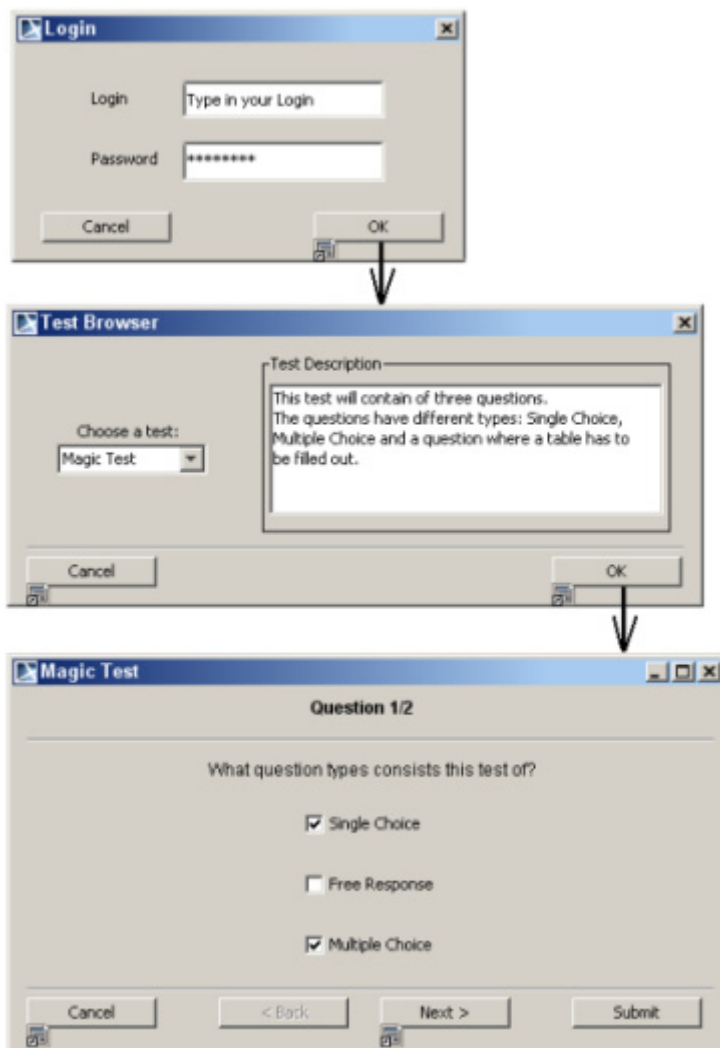 Login
Login
Type in your Login
Password
********
Cancel
OK
Test Browser
Choose a test:
Magic Test
Test Description
This test will contain of three questions.
The questions have different types: Single Choice,
Multiple Choice and a question where a table has to
be filled out.
Cancel
OK
Magic Test
Question 1/2
What question types consists this test of?
Single Choice
Free Response
Multiple Choice
Cancel
< Back
Next >
Submit